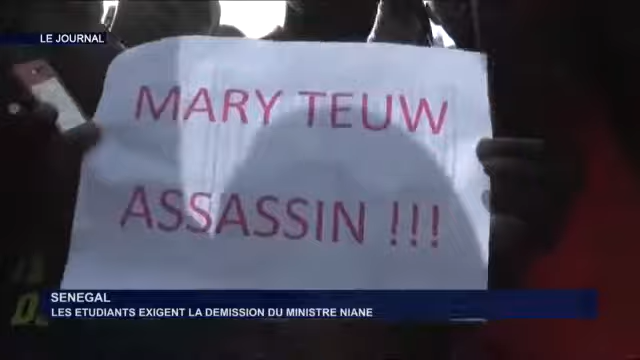 LE JOURNAL
MARY TEUW
ASSASSIN !!!
SENEGAL
LES ETUDIANTS EXIGENT LA DEMISSION DU MINISTRE NIANE